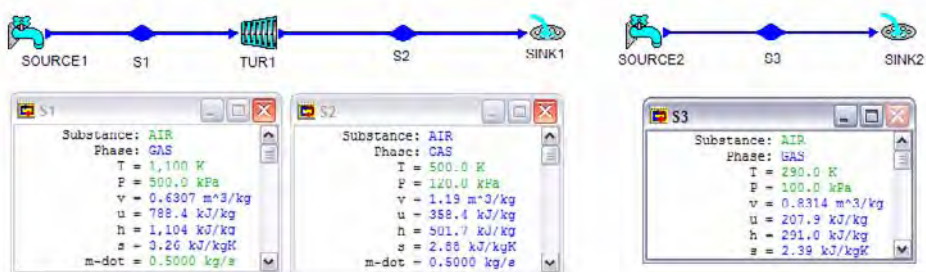 SOURCE1
S1
TUR1
S2
SINK1
SOURCE2
S3
SINK2
S1
Substance: AIR
Phase: GAS
T = 1,100 K
P = 500.0 kPa
v = 0.6307 m^3/kg
u = 788.4 kJ/kg
h = 1,104 kJ/kg
s = 3.26 kJ/kgK
m-dot = 0.5000 kg/s
S2
Substance: AIR
Phase: GAS
T = 500.0 K
P = 120.0 kPa
v = 1.19 m^3/kg
u = 358.4 kJ/kg
h = 501.7 kJ/kg
s = 2.88 kJ/kgK
m-dot = 0.5000 kg/s
S3
Substance: AIR
Phase: GAS
T = 290.0 K
P = 100.0 kPa
v = 0.8314 m^3/kg
u = 207.9 kJ/kg
h = 291.0 kJ/kg
s = 2.39 kJ/kgK